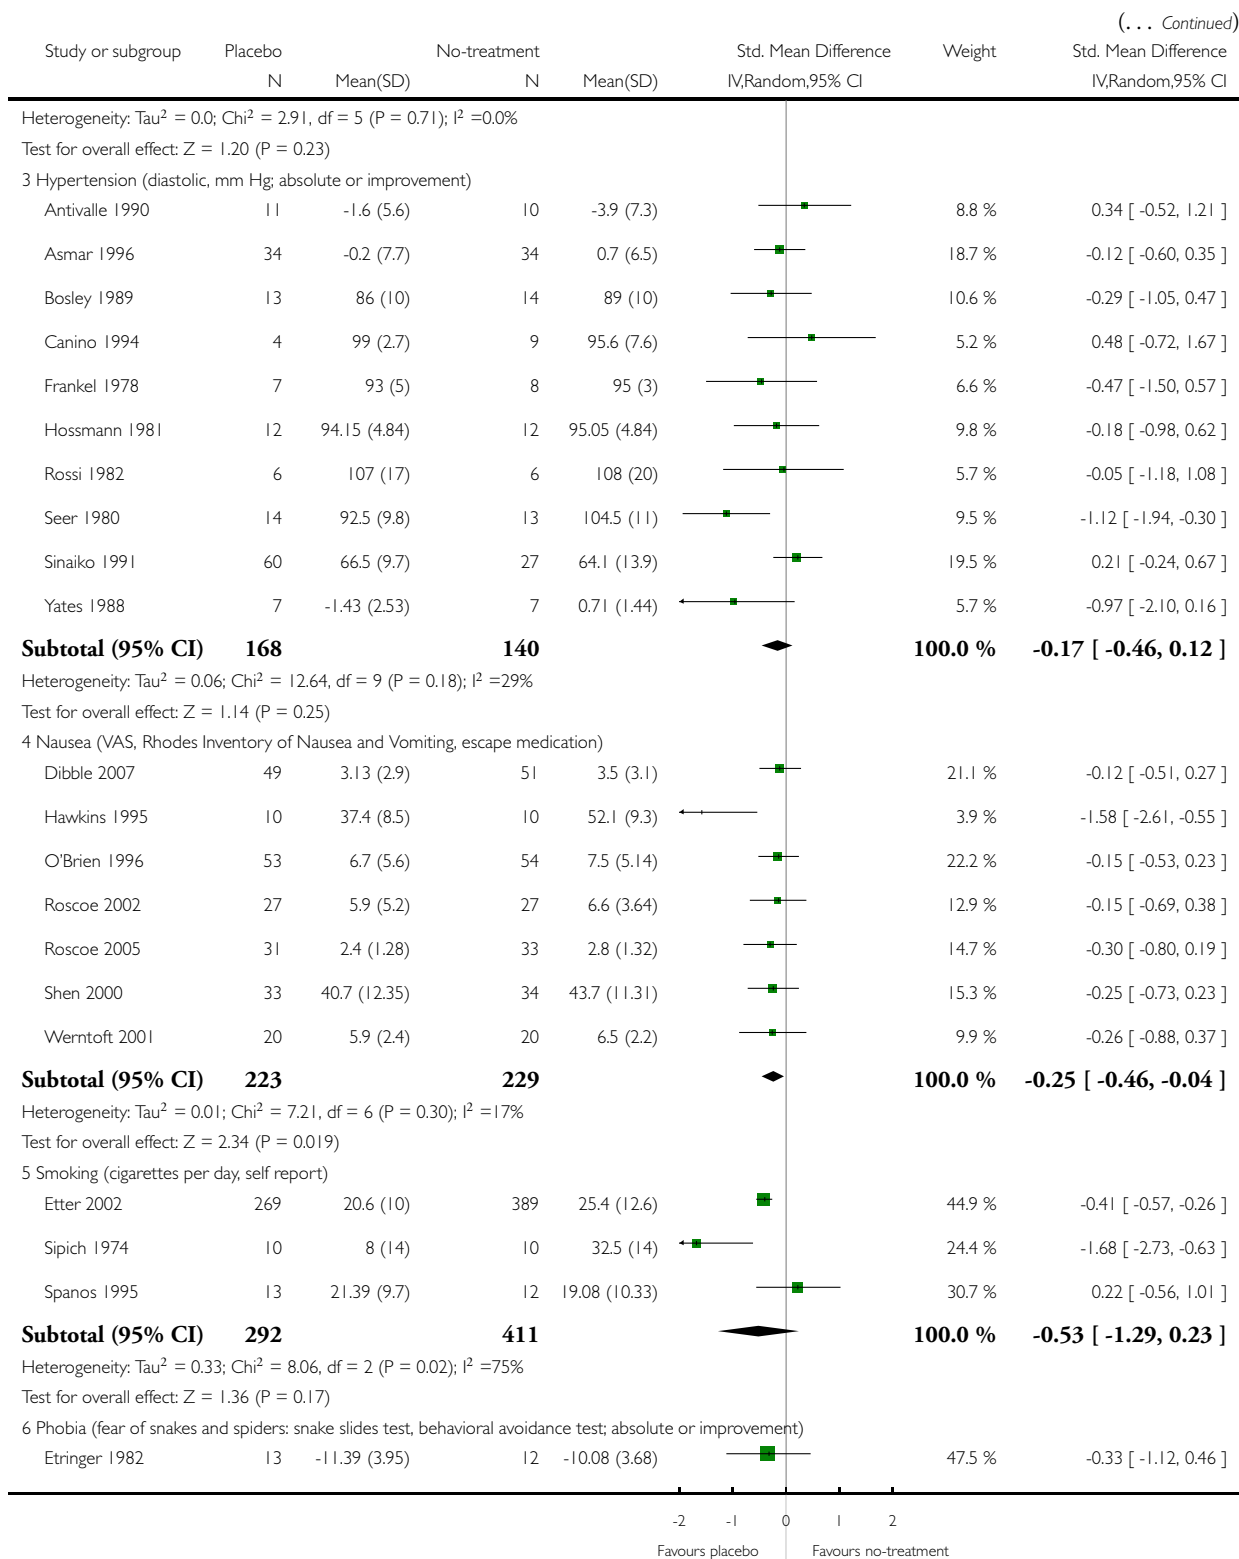 (... Continued)
Study or subgroup Placebo No-treatment Std. Mean Difference Weight Std. Mean Difference
N Mean(SD) N Mean(SD) IV,Random,95% CI IV,Random,95% CI
Heterogeneity: Tau² = 0.0; Chi² = 2.91, df = 5 (P = 0.71); I² =0.0%
Test for overall effect: Z = 1.20 (P = 0.23)
3 Hypertension (diastolic, mm Hg; absolute or improvement)
Antivalle 1990 11 -1.6 (5.6) 10 -3.9 (7.3) 8.8 % 0.34 [ -0.52, 1.21 ]
Asmar 1996 34 -0.2 (7.7) 34 0.7 (6.5) 18.7 % -0.12 [ -0.60, 0.35 ]
Bosley 1989 13 86 (10) 14 89 (10) 10.6 % -0.29 [ -1.05, 0.47 ]
Canino 1994 4 99 (2.7) 9 95.6 (7.6) 5.2 % 0.48 [ -0.72, 1.67 ]
Frankel 1978 7 93 (5) 8 95 (3) 6.6 % -0.47 [ -1.50, 0.57 ]
Hossmann 1981 12 94.15 (4.84) 12 95.05 (4.84) 9.8 % -0.18 [ -0.98, 0.62 ]
Rossi 1982 6 107 (17) 6 108 (20) 5.7 % -0.05 [ -1.18, 1.08 ]
Seer 1980 14 92.5 (9.8) 13 104.5 (11) 9.5 % -1.12 [ -1.94, -0.30 ]
Sinaiko 1991 60 66.5 (9.7) 27 64.1 (13.9) 19.5 % 0.21 [ -0.24, 0.67 ]
Yates 1988 7 -1.43 (2.53) 7 0.71 (1.44) 5.7 % -0.97 [ -2.10, 0.16 ]
Subtotal (95% CI) 168 140 100.0 % -0.17 [ -0.46, 0.12 ]
Heterogeneity: Tau² = 0.06; Chi² = 12.64, df = 9 (P = 0.18); I² =29%
Test for overall effect: Z = 1.14 (P = 0.25)
4 Nausea (VAS, Rhodes Inventory of Nausea and Vomiting, escape medication)
Dibble 2007 49 3.13 (2.9) 51 3.5 (3.1) 21.1 % -0.12 [ -0.51, 0.27 ]
Hawkins 1995 10 37.4 (8.5) 10 52.1 (9.3) 3.9 % -1.58 [ -2.61, -0.55 ]
O'Brien 1996 53 6.7 (5.6) 54 7.5 (5.14) 22.2 % -0.15 [ -0.53, 0.23 ]
Roscoe 2002 27 5.9 (5.2) 27 6.6 (3.64) 12.9 % -0.15 [ -0.69, 0.38 ]
Roscoe 2005 31 2.4 (1.28) 33 2.8 (1.32) 14.7 % -0.30 [ -0.80, 0.19 ]
Shen 2000 33 40.7 (12.35) 34 43.7 (11.31) 15.3 % -0.25 [ -0.73, 0.23 ]
Werntoft 2001 20 5.9 (2.4) 20 6.5 (2.2) 9.9 % -0.26 [ -0.88, 0.37 ]
Subtotal (95% CI) 223 229 100.0 % -0.25 [ -0.46, -0.04 ]
Heterogeneity: Tau² = 0.01; Chi² = 7.21, df = 6 (P = 0.30); I² =17%
Test for overall effect: Z = 2.34 (P = 0.019)
5 Smoking (cigarettes per day, self report)
Etter 2002 269 20.6 (10) 389 25.4 (12.6) 44.9 % -0.41 [ -0.57, -0.26 ]
Sipich 1974 10 8 (14) 10 32.5 (14) 24.4 % -1.68 [ -2.73, -0.63 ]
Spanos 1995 13 21.39 (9.7) 12 19.08 (10.33) 30.7 % 0.22 [ -0.56, 1.01 ]
Subtotal (95% CI) 292 411 100.0 % -0.53 [ -1.29, 0.23 ]
Heterogeneity: Tau² = 0.33; Chi² = 8.06, df = 2 (P = 0.02); I² =75%
Test for overall effect: Z = 1.36 (P = 0.17)
6 Phobia (fear of snakes and spiders: snake slides test, behavioral avoidance test; absolute or improvement)
Etringer 1982 13 -11.39 (3.95) 12 -10.08 (3.68) 47.5 % -0.33 [ -1.12, 0.46 ]
-2 -1 0 1 2
Favours placebo Favours no-treatment